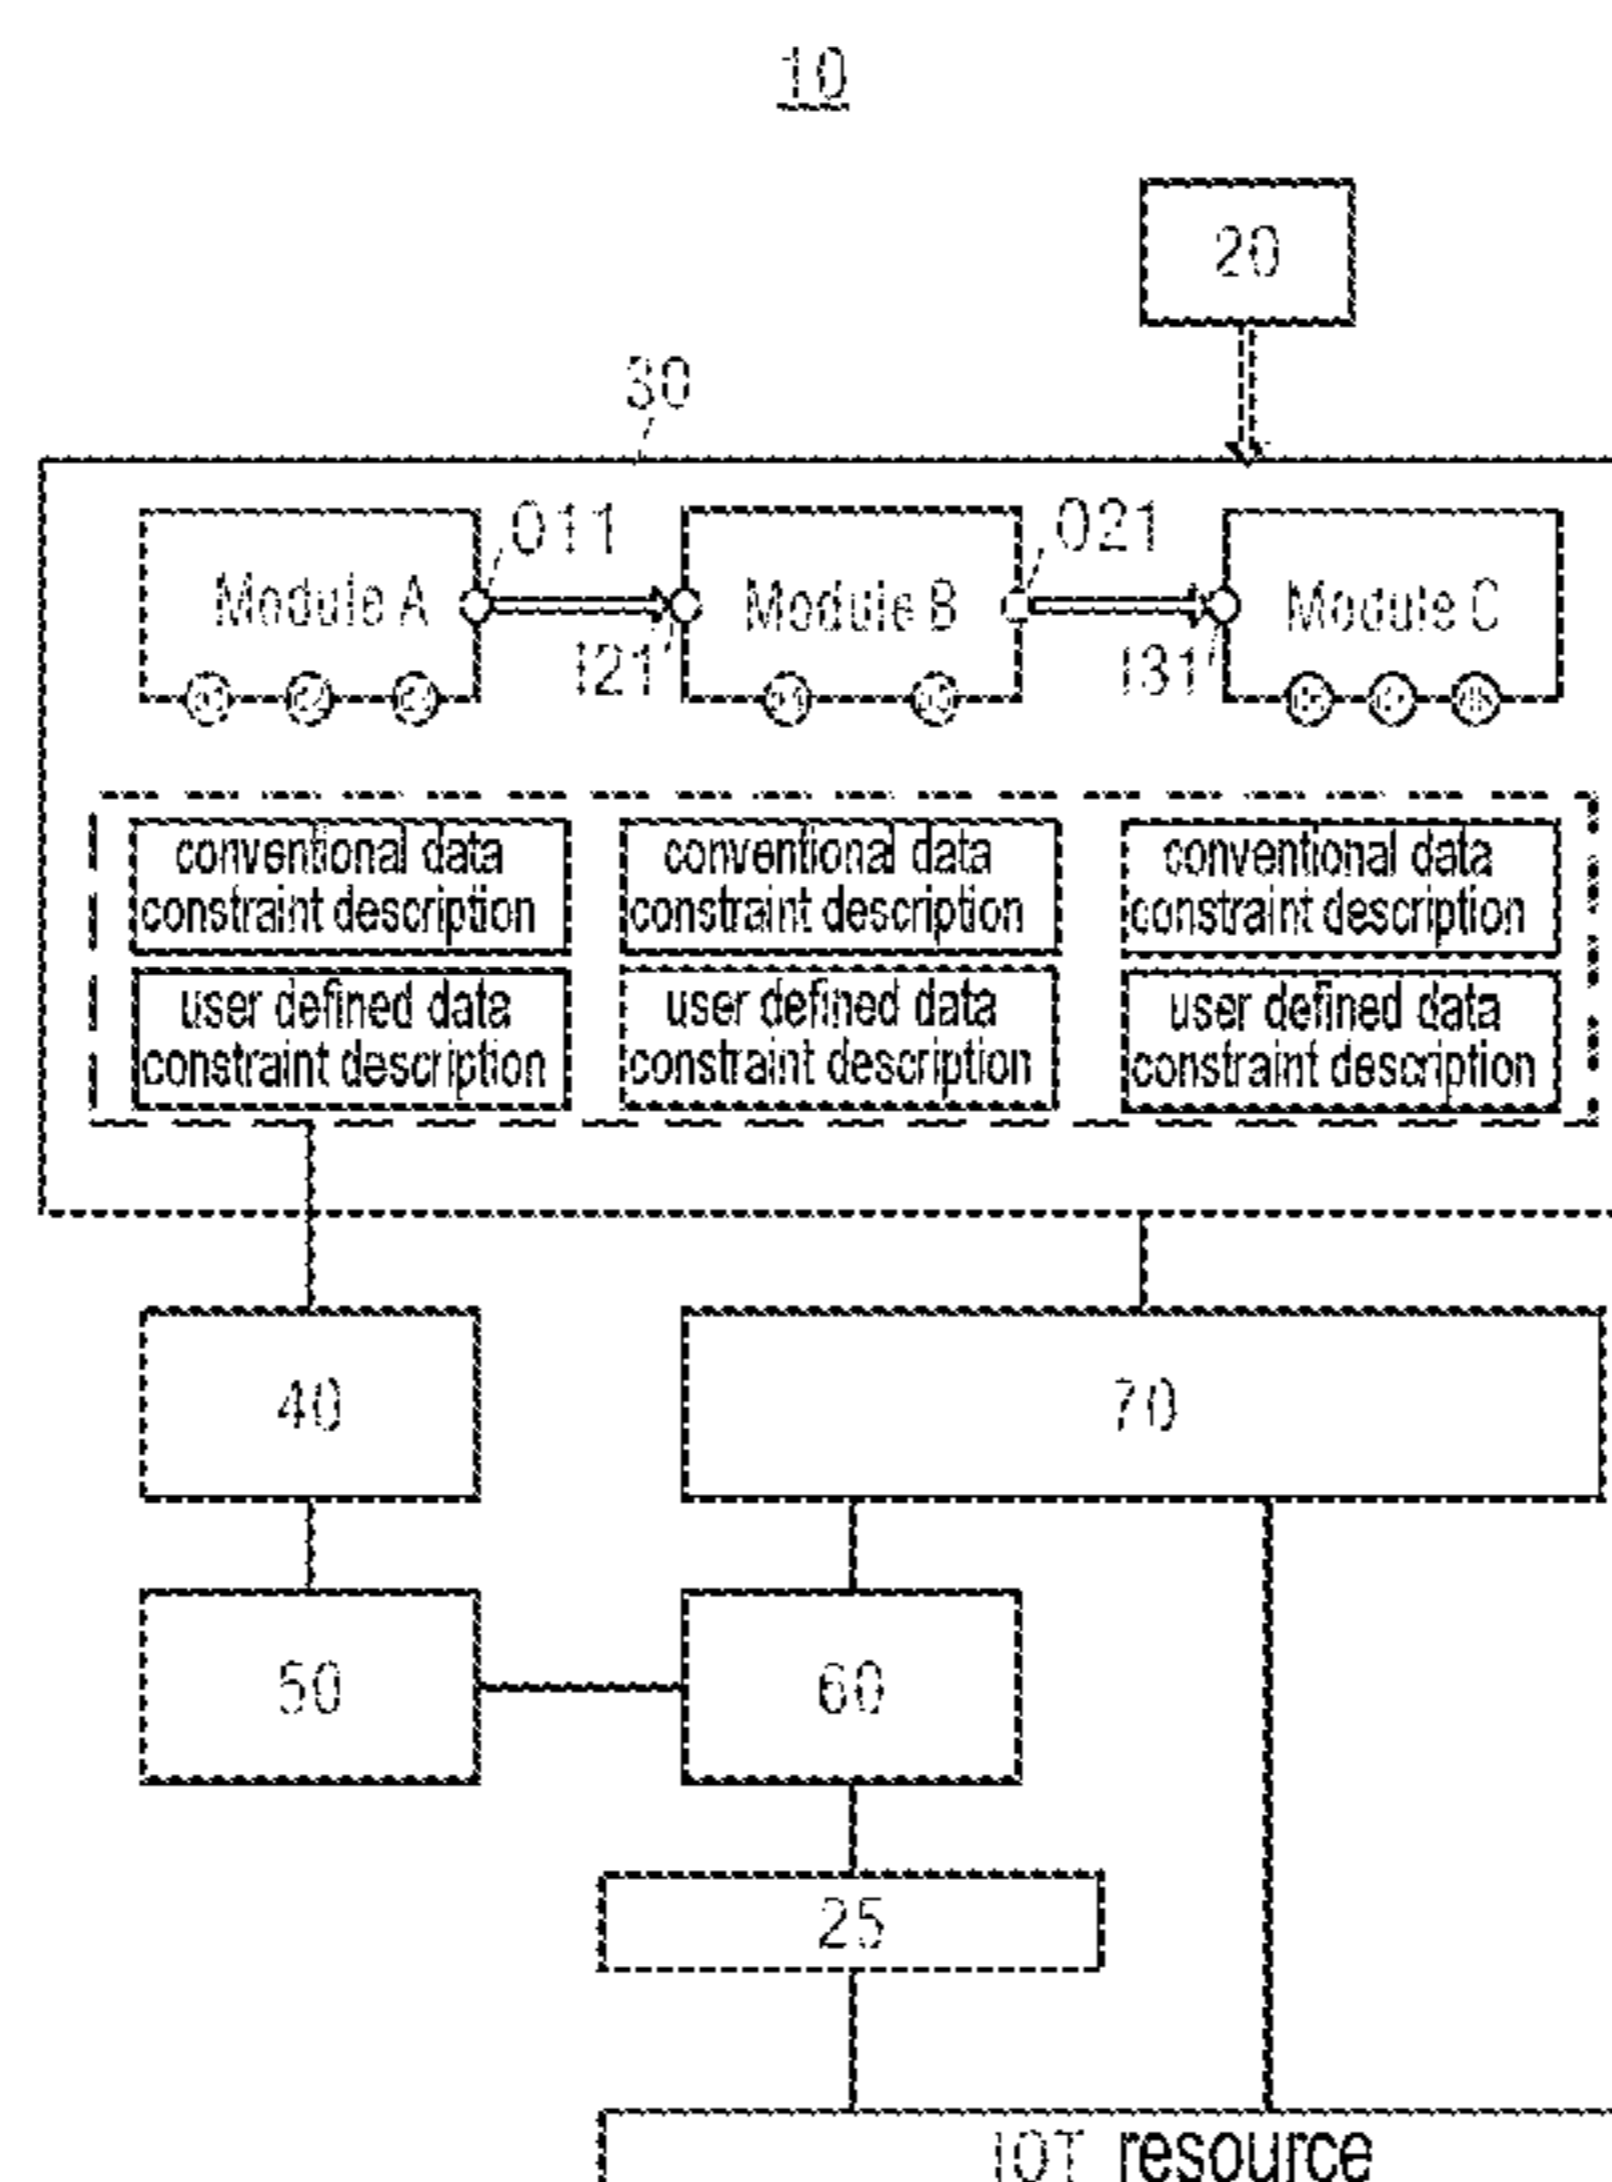 10
20
30
O11
O21
Module A
Module B
Module C
I21
I31
conventional data
constraint description
conventional data
constraint description
conventional data
constraint description
user defined data
constraint description
user defined data
constraint description
user defined data
constraint description
40
70
50
60
25
IOT resource